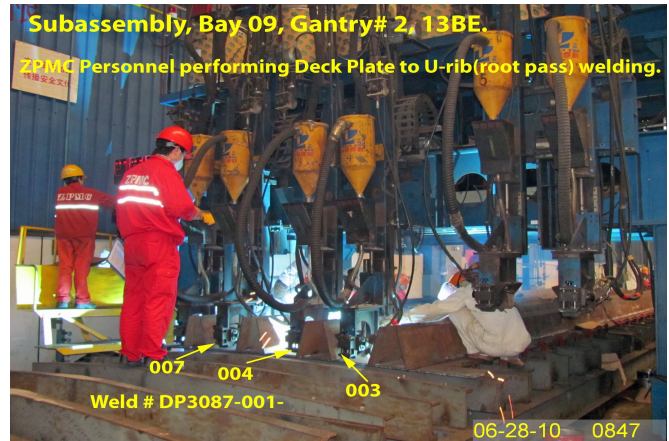 Subassembly, Bay 09, Gantry# 2, 13BE.
ZPMC Personnel performing Deck Plate to U-rib(root pass) welding.
ZPMC
ZPMC
007
004
003
Weld # DP3087-001-
06-28-10 0847